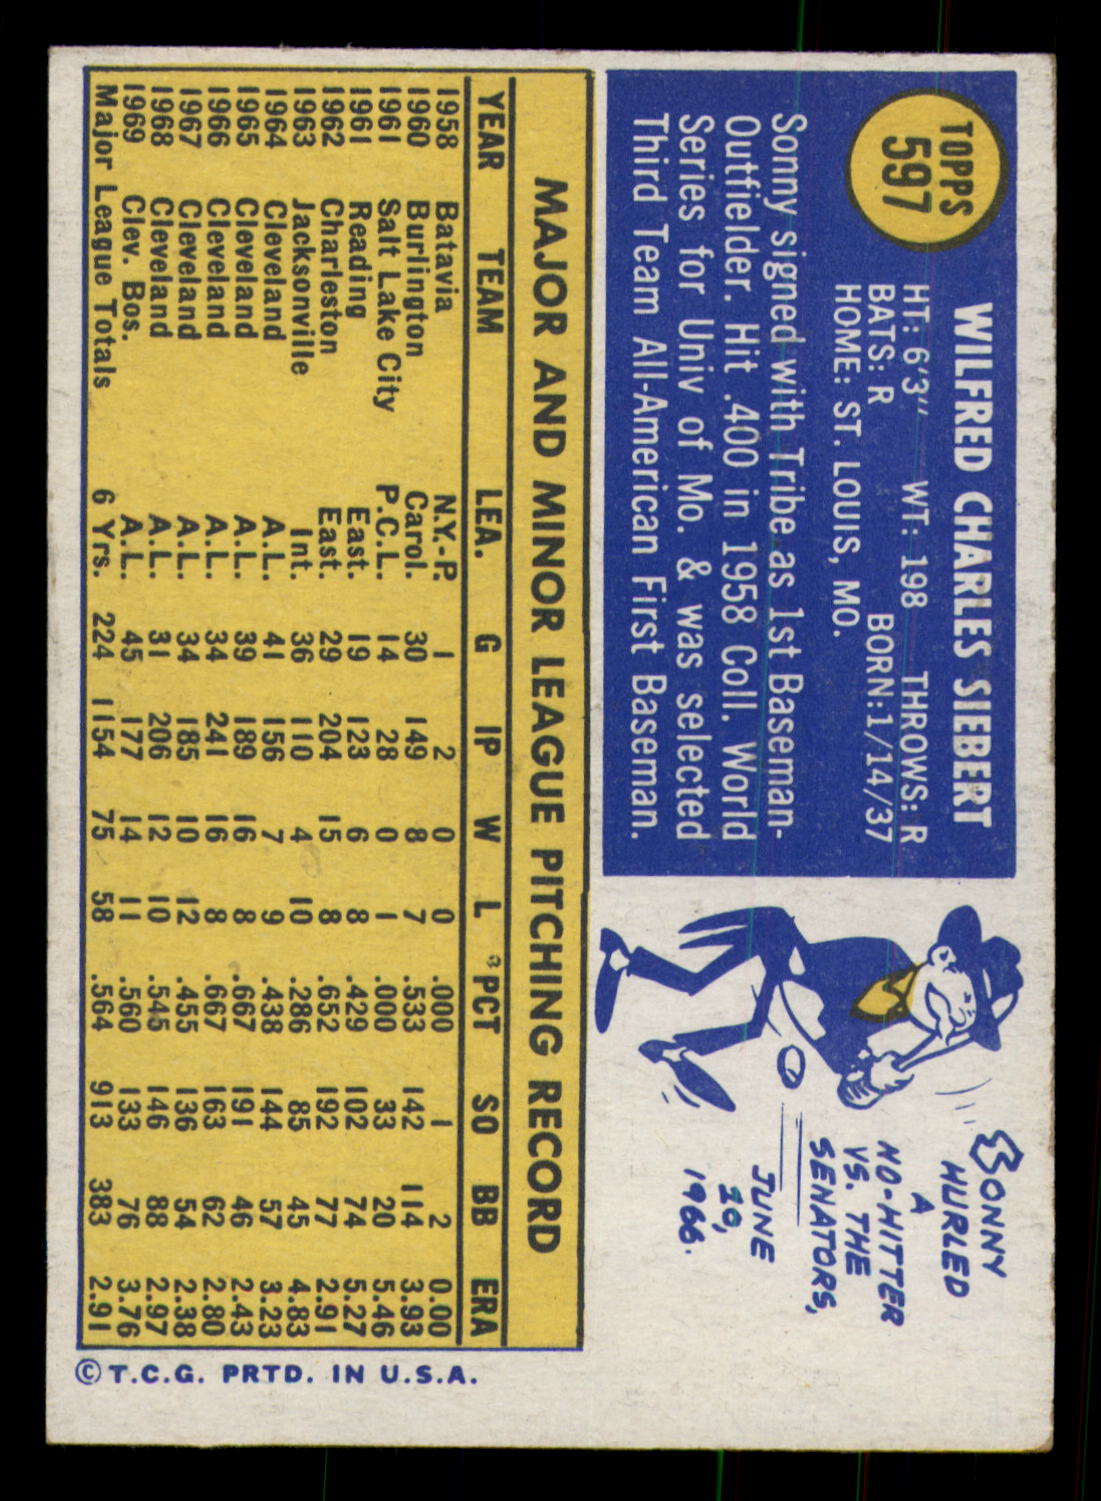 TOPPS
597
WILFRED CHARLES SIEBERT
HT: 6'3" WT: 198 THROWS: R
BATS: R BORN: 1/14/37
HOME: ST. LOUIS, MO.
Sonny signed with Tribe as 1st Baseman-
Outfielder. Hit .400 in 1958 Coll. World
Series for Univ of Mo. & was selected
Third Team All-American First Baseman.
SONNY
HURLED
A
NO-HITTER
VS. THE
SENATORS,
JUNE
10,
1966.
MAJOR AND MINOR LEAGUE PITCHING RECORD
YEAR TEAM LEA. G IP W L PCT SO BB ERA
1958 Batavia N.Y.-P. 1 2 0 0 .000 1 2 0.00
1960 Burlington Carol. 30 149 8 7 .533 142 114 3.93
1961 Salt Lake City P.C.L. 14 28 0 1 .000 33 20 5.46
1961 Reading East. 19 123 6 8 .429 102 74 5.27
1962 Charleston East. 29 204 15 8 .652 192 77 2.91
1963 Jacksonville Int. 36 110 4 10 .286 85 45 4.83
1964 Cleveland A.L. 41 156 7 9 .438 144 57 3.23
1965 Cleveland A.L. 39 189 16 8 .667 191 46 2.43
1966 Cleveland A.L. 34 241 16 8 .667 163 62 2.80
1967 Cleveland A.L. 34 185 10 12 .455 136 54 2.38
1968 Cleveland A.L. 31 206 12 10 .545 146 88 2.97
1969 Clev. Bos. A.L. 45 177 14 11 .560 133 76 3.76
Major League Totals 6 Yrs. 224 1154 75 58 .564 913 383 2.91
© T.C.G. PRTD. IN U.S.A.